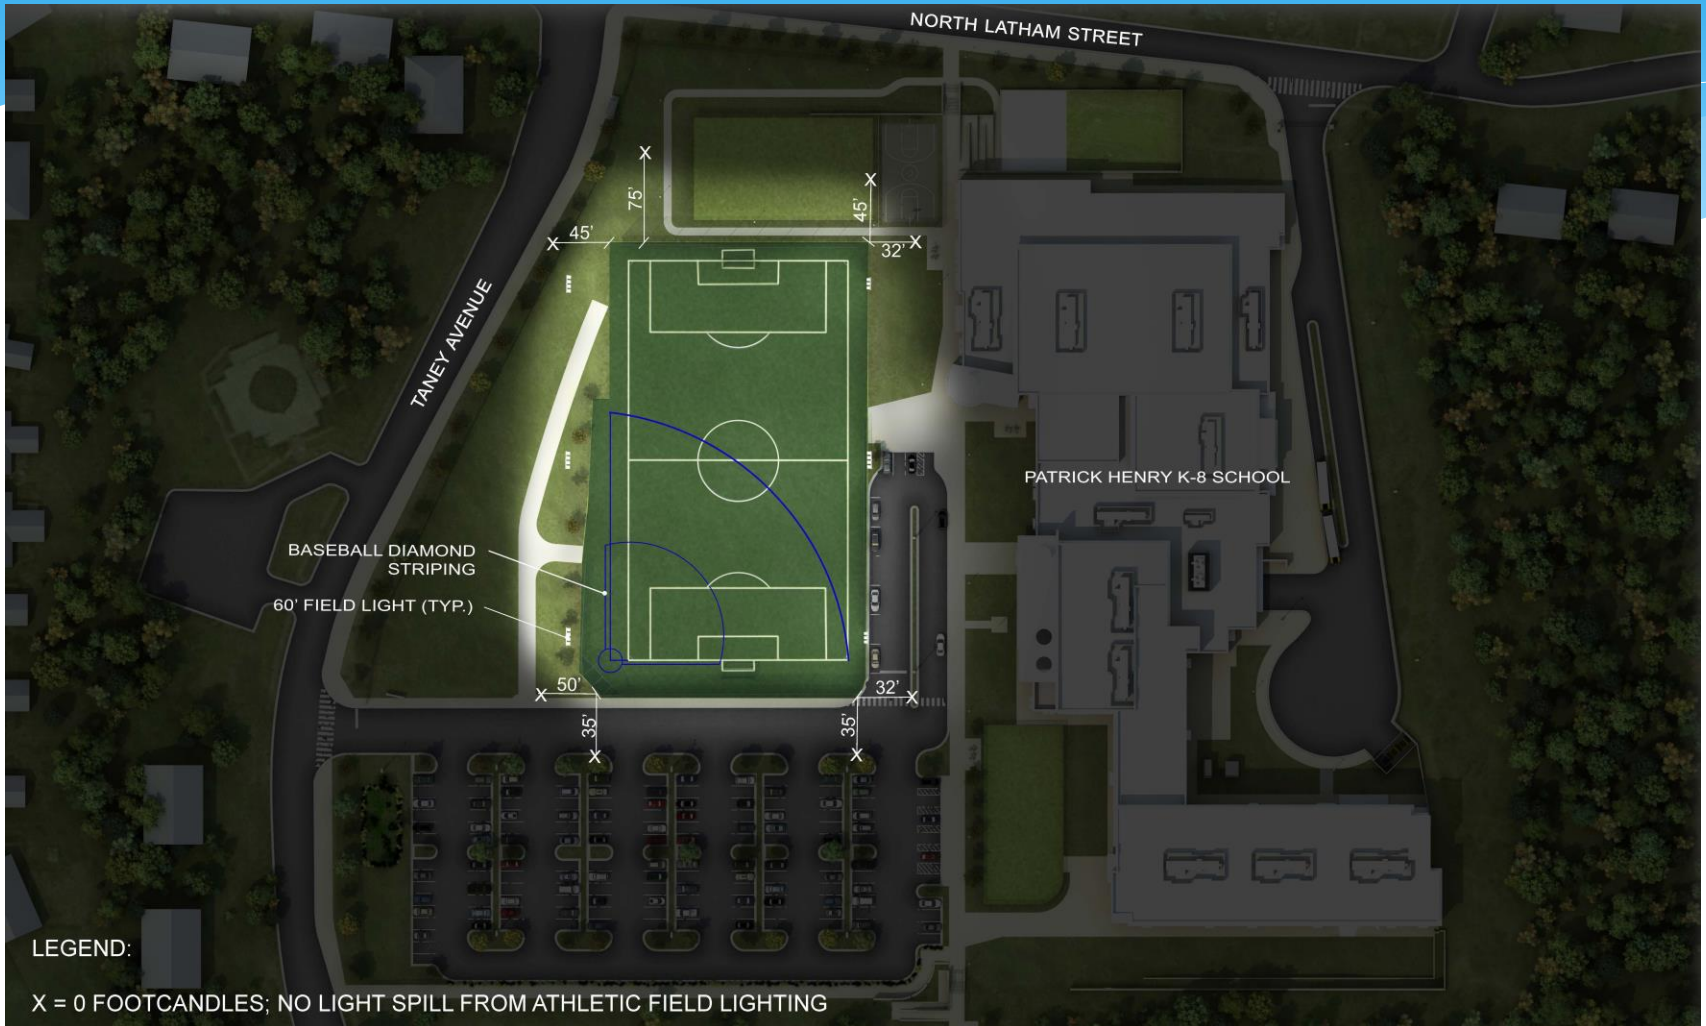 NORTH LATHAM STREET
X
X
75'
45'
X 45'
32' X
TANEY AVENUE
PATRICK HENRY K-8 SCHOOL
BASEBALL DIAMOND
STRIPING
60' FIELD LIGHT (TYP.)
X 50'
32' X
35'
35'
X
X
LEGEND:
X = 0 FOOTCANDLES; NO LIGHT SPILL FROM ATHLETIC FIELD LIGHTING